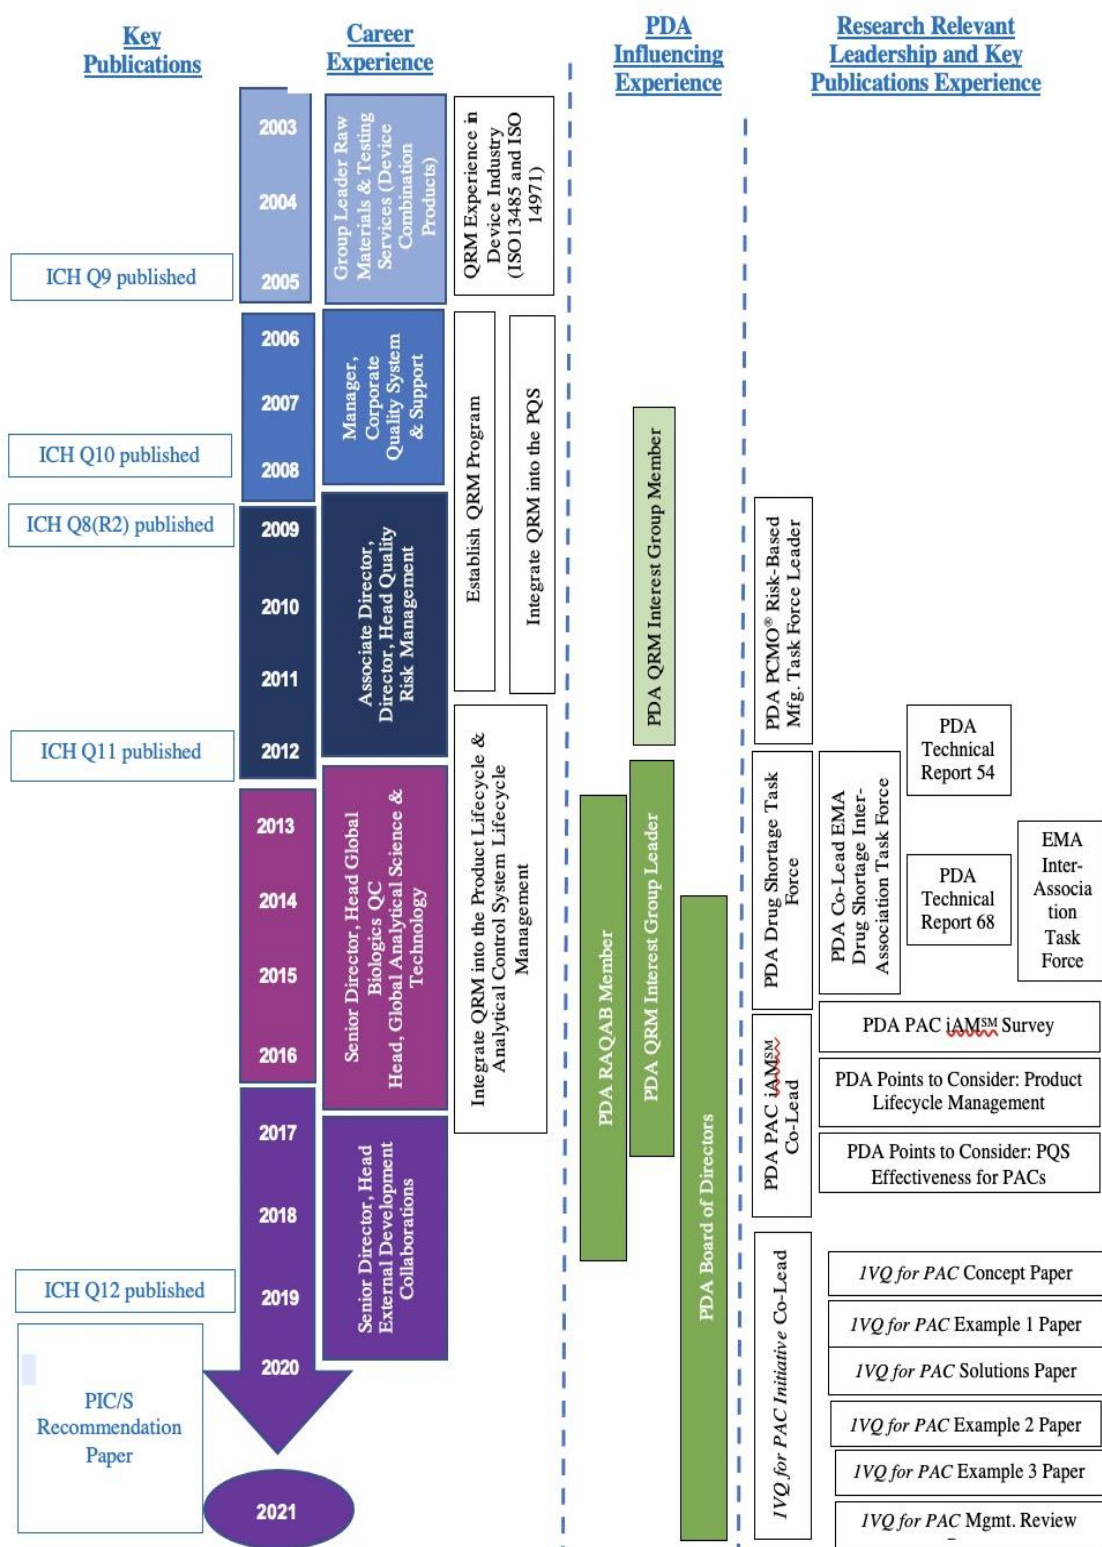 Key
Publications
Career
Experience
PDA
Influencing
Experience
Research Relevant
Leadership and Key
Publications Experience
2003
2004
2005
2006
2007
2008
2009
2010
2011
2012
2013
2014
2015
2016
2017
2018
2019
2020
2021
ICH Q9 published
ICH Q10 published
ICH Q8(R2) published
ICH Q11 published
ICH Q12 published
PIC/S
Recommendation
Paper
Group Leader Raw
Materials & Testing
Services (Device
Combination
Products)
Manager,
Corporate
Quality System
& Support
Associate Director,
Director, Head Quality
Risk Management
Senior Director, Head Global
Biologics QC
Head, Global Analytical Science &
Technology
Senior Director, Head
External Development
Collaborations
QRM Experience in
Device Industry
(ISO13485 and ISO
14971)
Establish QRM Program
Integrate QRM into the PQS
Integrate QRM into the Product Lifecycle &
Analytical Control System Lifecycle
Management
PDA QRM Interest Group Member
PDA RAQAB Member
PDA QRM Interest Group Leader
PDA Board of Directors
PDA PCMO® Risk-Based
Mfg. Task Force Leader
PDA Drug Shortage Task
Force
PDA Co-Lead EMA
Drug Shortage Inter-
Association Task Force
PDA
Technical
Report 54
PDA
Technical
Report 68
EMA
Inter-
Associa
tion
Task
Force
PDA PAC iAMSM
Co-Lead
PDA PAC iAMSM Survey
PDA Points to Consider: Product
Lifecycle Management
PDA Points to Consider: PQS
Effectiveness for PACs
1VQ for PAC Initiative Co-Lead
1VQ for PAC Concept Paper
1VQ for PAC Example 1 Paper
1VQ for PAC Solutions Paper
1VQ for PAC Example 2 Paper
1VQ for PAC Example 3 Paper
1VQ for PAC Mgmt. Review